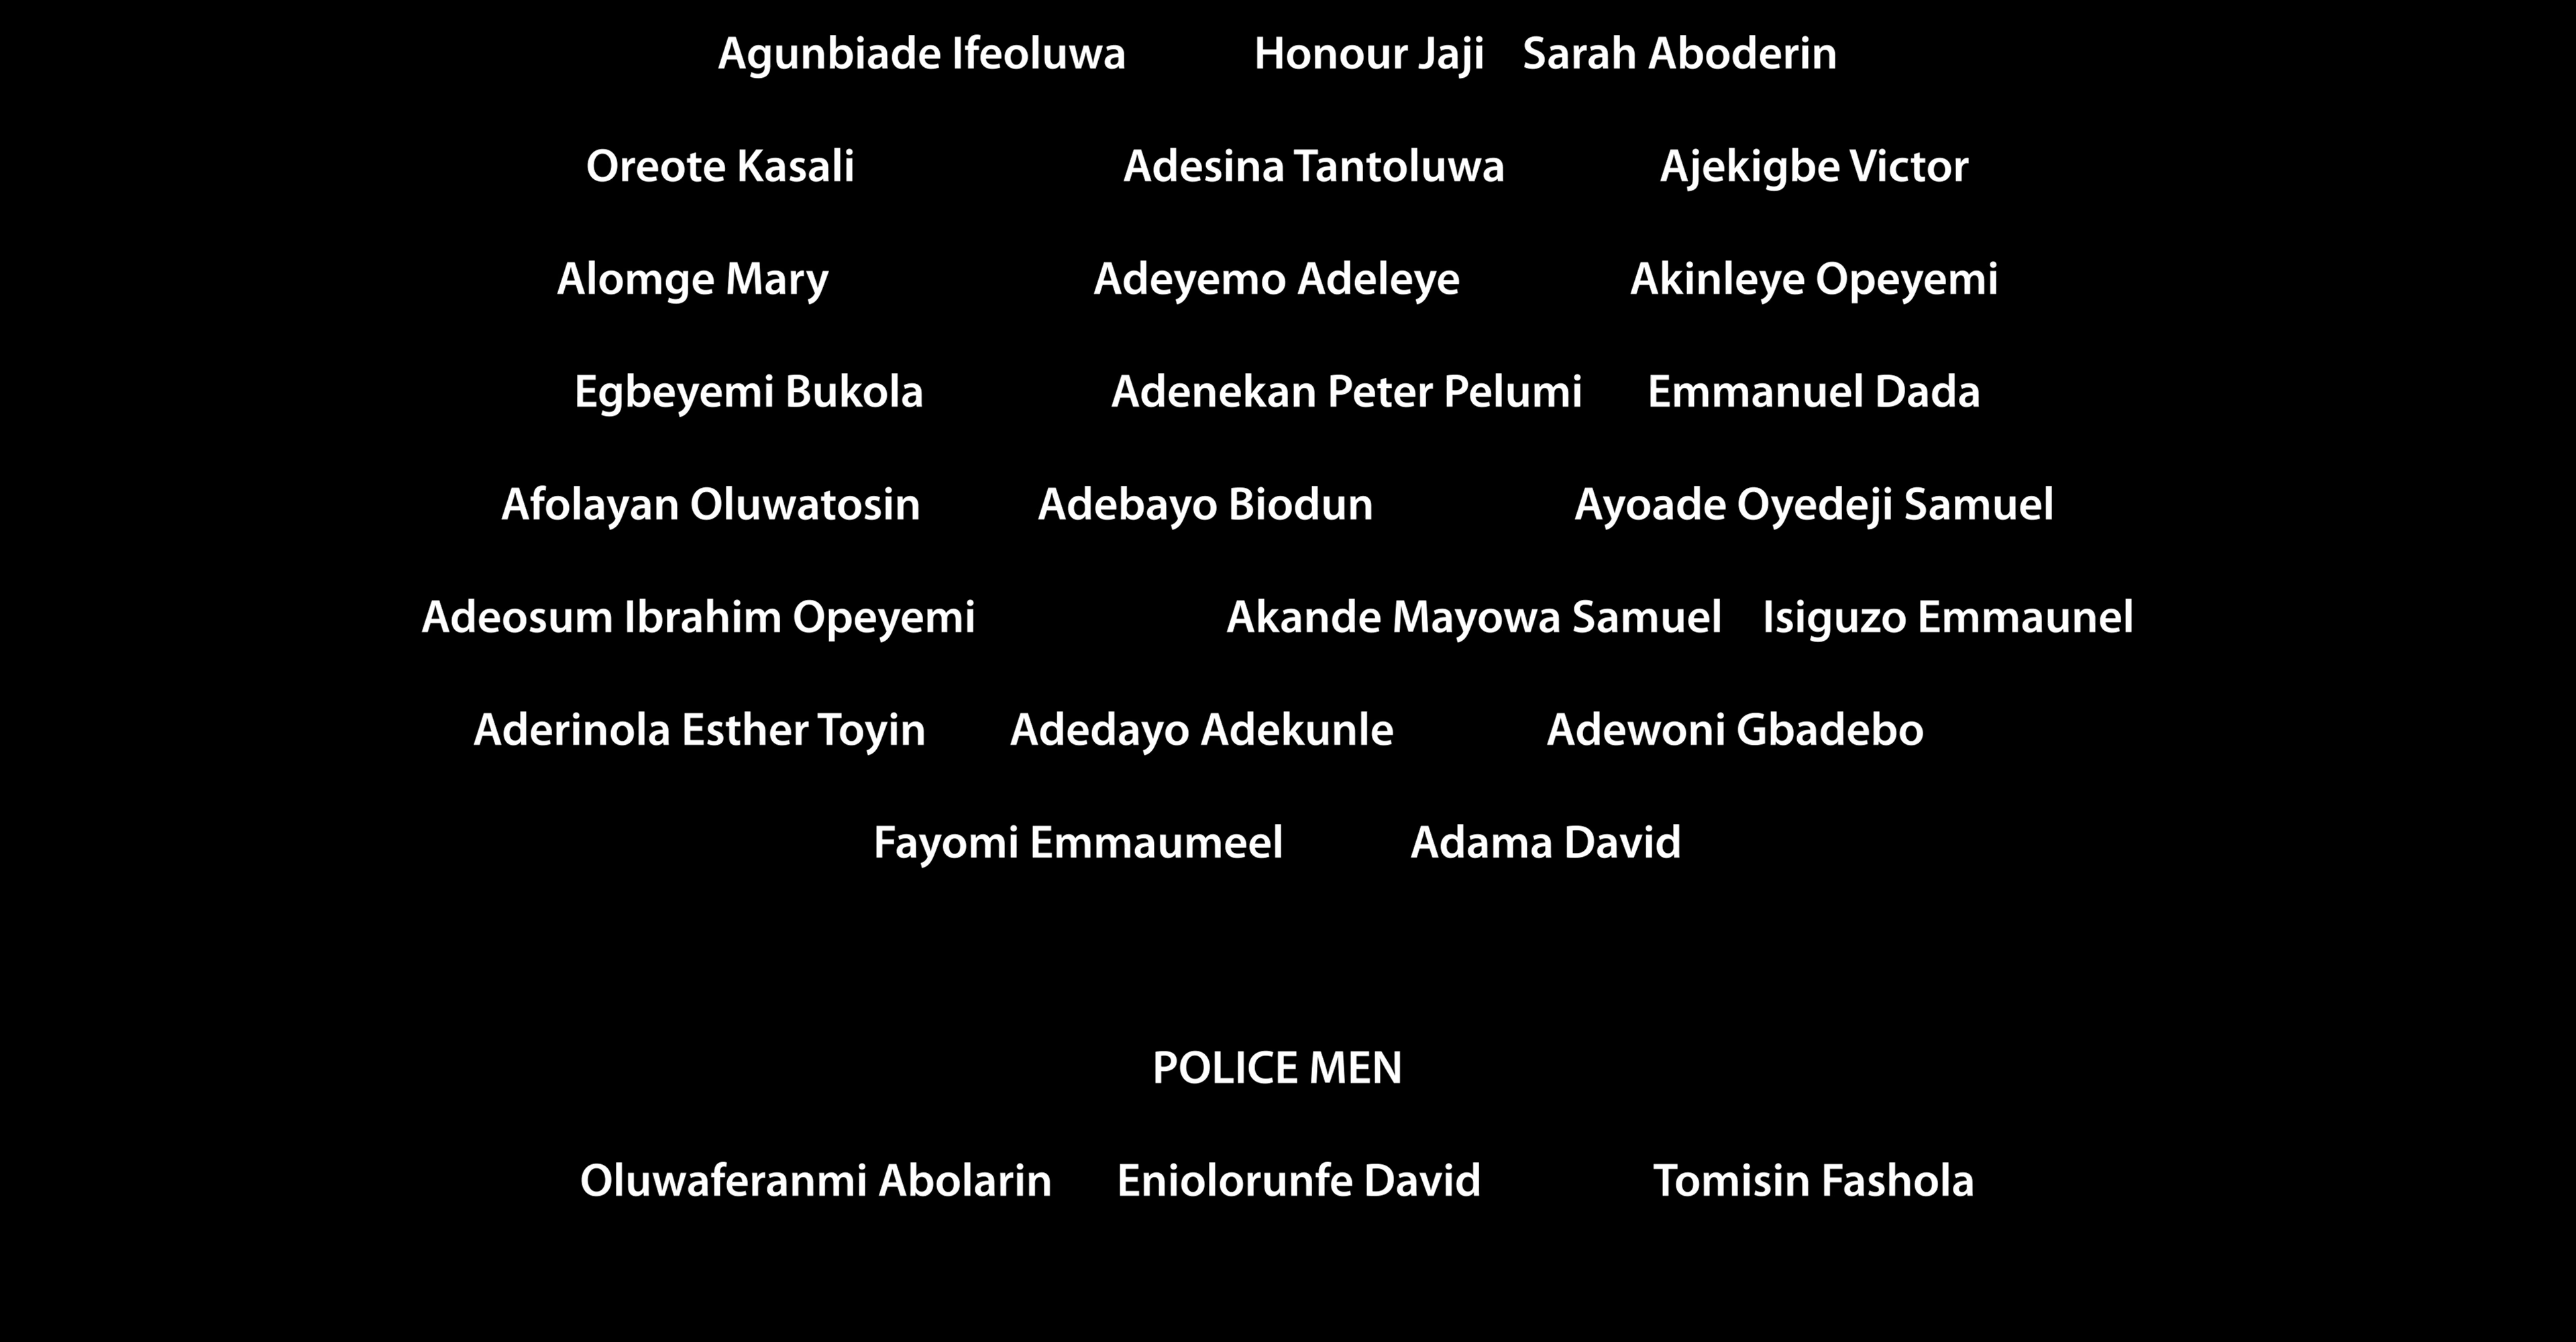 Agunbiade Ifeoluwa Honour Jaji Sarah Aboderin
Oreote Kasali Adesina Tantoluwa Ajekigbe Victor
Alomge Mary Adeyemo Adeleye Akinleye Opeyemi
Egbeyemi Bukola Adenekan Peter Pelumi Emmanuel Dada
Afolayan Oluwatosin Adebayo Biodun Ayoade Oyedeji Samuel
Adeosum Ibrahim Opeyemi Akande Mayowa Samuel Isiguzo Emmaunel
Aderinola Esther Toyin Adedayo Adekunle Adewoni Gbadebo
Fayomi Emmaumeel Adama David
POLICE MEN
Oluwaferanmi Abolarin Eniolorunfe David Tomisin Fashola